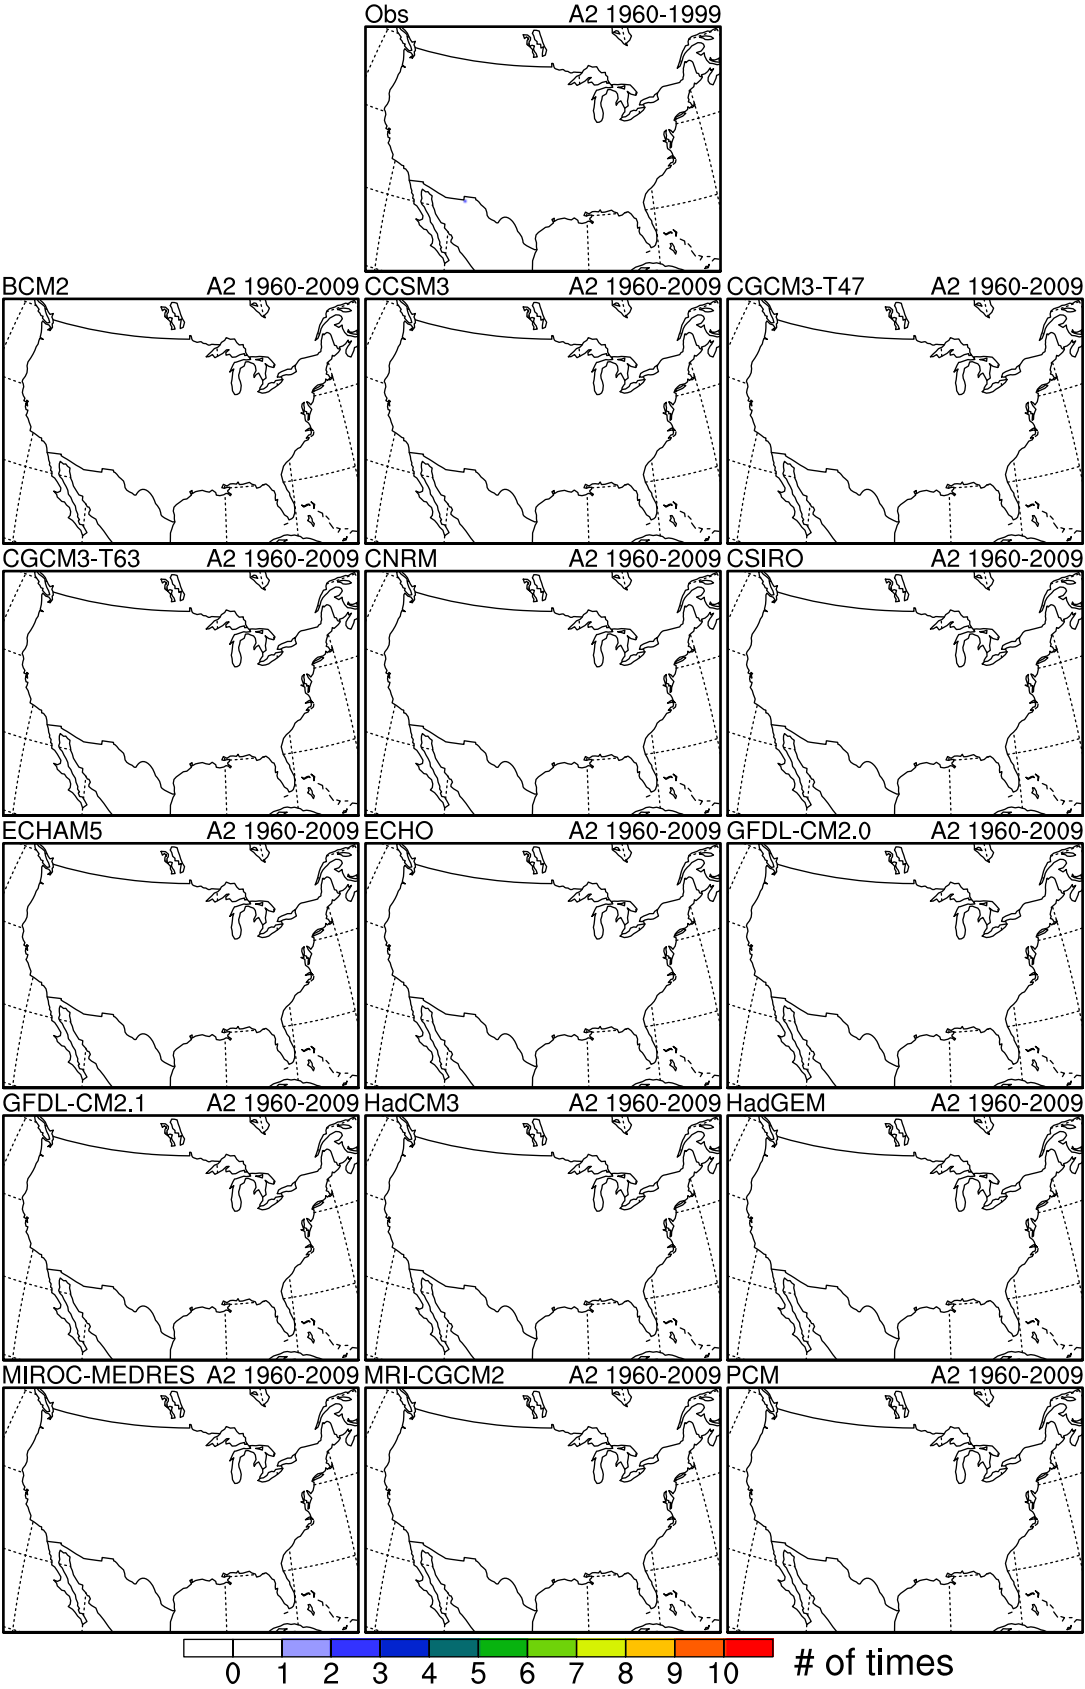 Obs A2 1960-1999
BCM2 A2 1960-2009 CCSM3 A2 1960-2009 CGCM3-T47 A2 1960-2009
CGCM3-T63 A2 1960-2009 CNRM A2 1960-2009 CSIRO A2 1960-2009
ECHAM5 A2 1960-2009 ECHO A2 1960-2009 GFDL-CM2.0 A2 1960-2009
GFDL-CM2.1 A2 1960-2009 HadCM3 A2 1960-2009 HadGEM A2 1960-2009
MIROC-MEDRES A2 1960-2009 MRI-CGCM2 A2 1960-2009 PCM A2 1960-2009
0 1 2 3 4 5 6 7 8 9 10 # of times